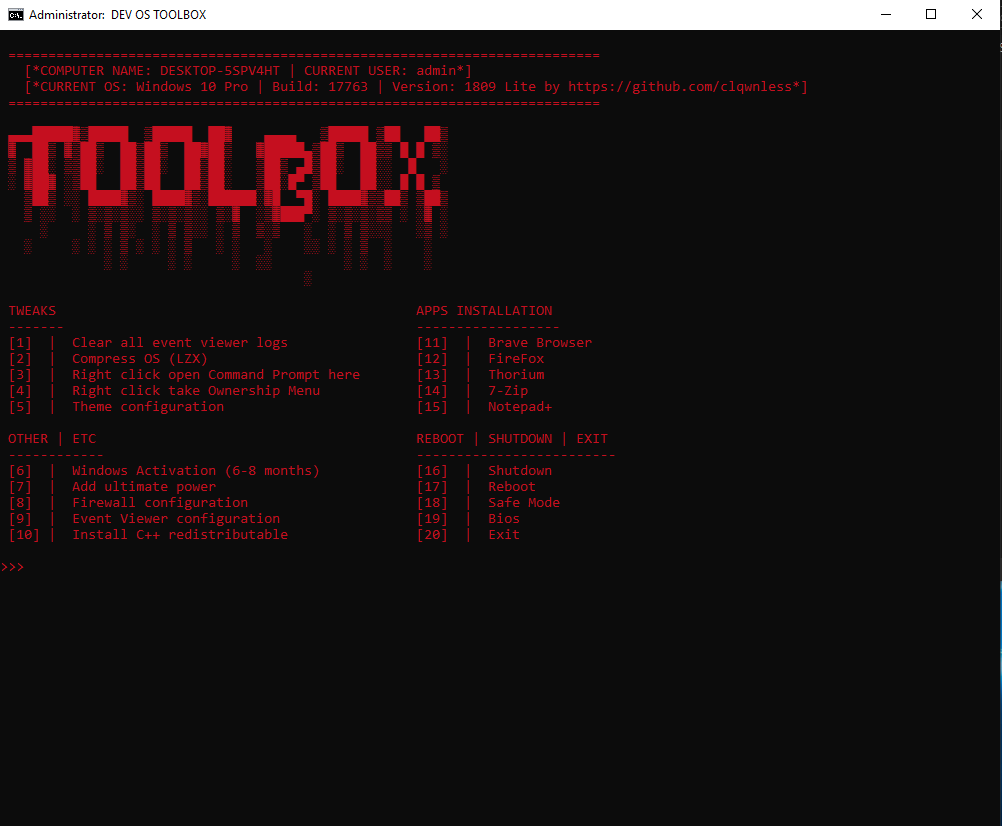 Administrator: DEV OS TOOLBOX
==========================================================================
[*COMPUTER NAME: DESKTOP-5SPV4HT | CURRENT USER: admin*]
[*CURRENT OS: Windows 10 Pro | Build: 17763 | Version: 1809 Lite by https://github.com/clqwnless*]
==========================================================================
TOOLBOX
TWEAKS
-------
[1] | Clear all event viewer logs
[2] | Compress OS (LZX)
[3] | Right click open Command Prompt here
[4] | Right click take Ownership Menu
[5] | Theme configuration
APPS INSTALLATION
------------------
[11] | Brave Browser
[12] | FireFox
[13] | Thorium
[14] | 7-Zip
[15] | Notepad+
OTHER | ETC
------------
[6] | Windows Activation (6-8 months)
[7] | Add ultimate power
[8] | Firewall configuration
[9] | Event Viewer configuration
[10] | Install C++ redistributable
REBOOT | SHUTDOWN | EXIT
-------------------------
[16] | Shutdown
[17] | Reboot
[18] | Safe Mode
[19] | Bios
[20] | Exit
>>>